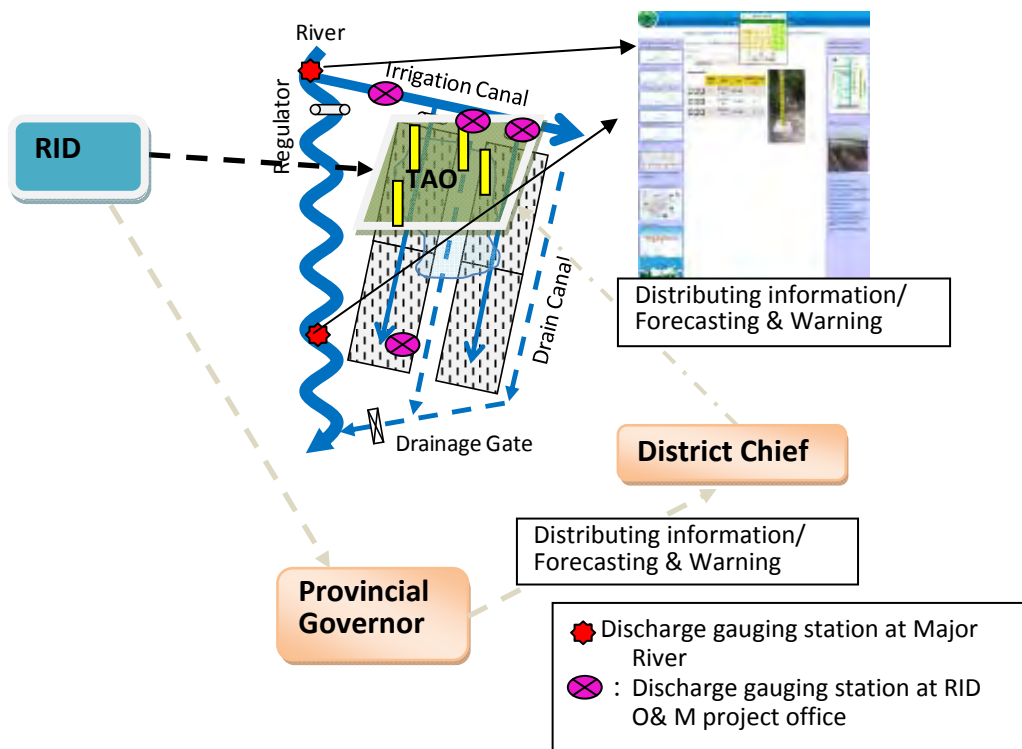 River
Irrigation Canal
Regulator
RID
TAO
Drain Canal
Distributing information/
Forecasting & Warning
Drainage Gate
District Chief
Distributing information/
Forecasting & Warning
Provincial
Governor
Discharge gauging station at Major
River
: Discharge gauging station at RID
O& M project office